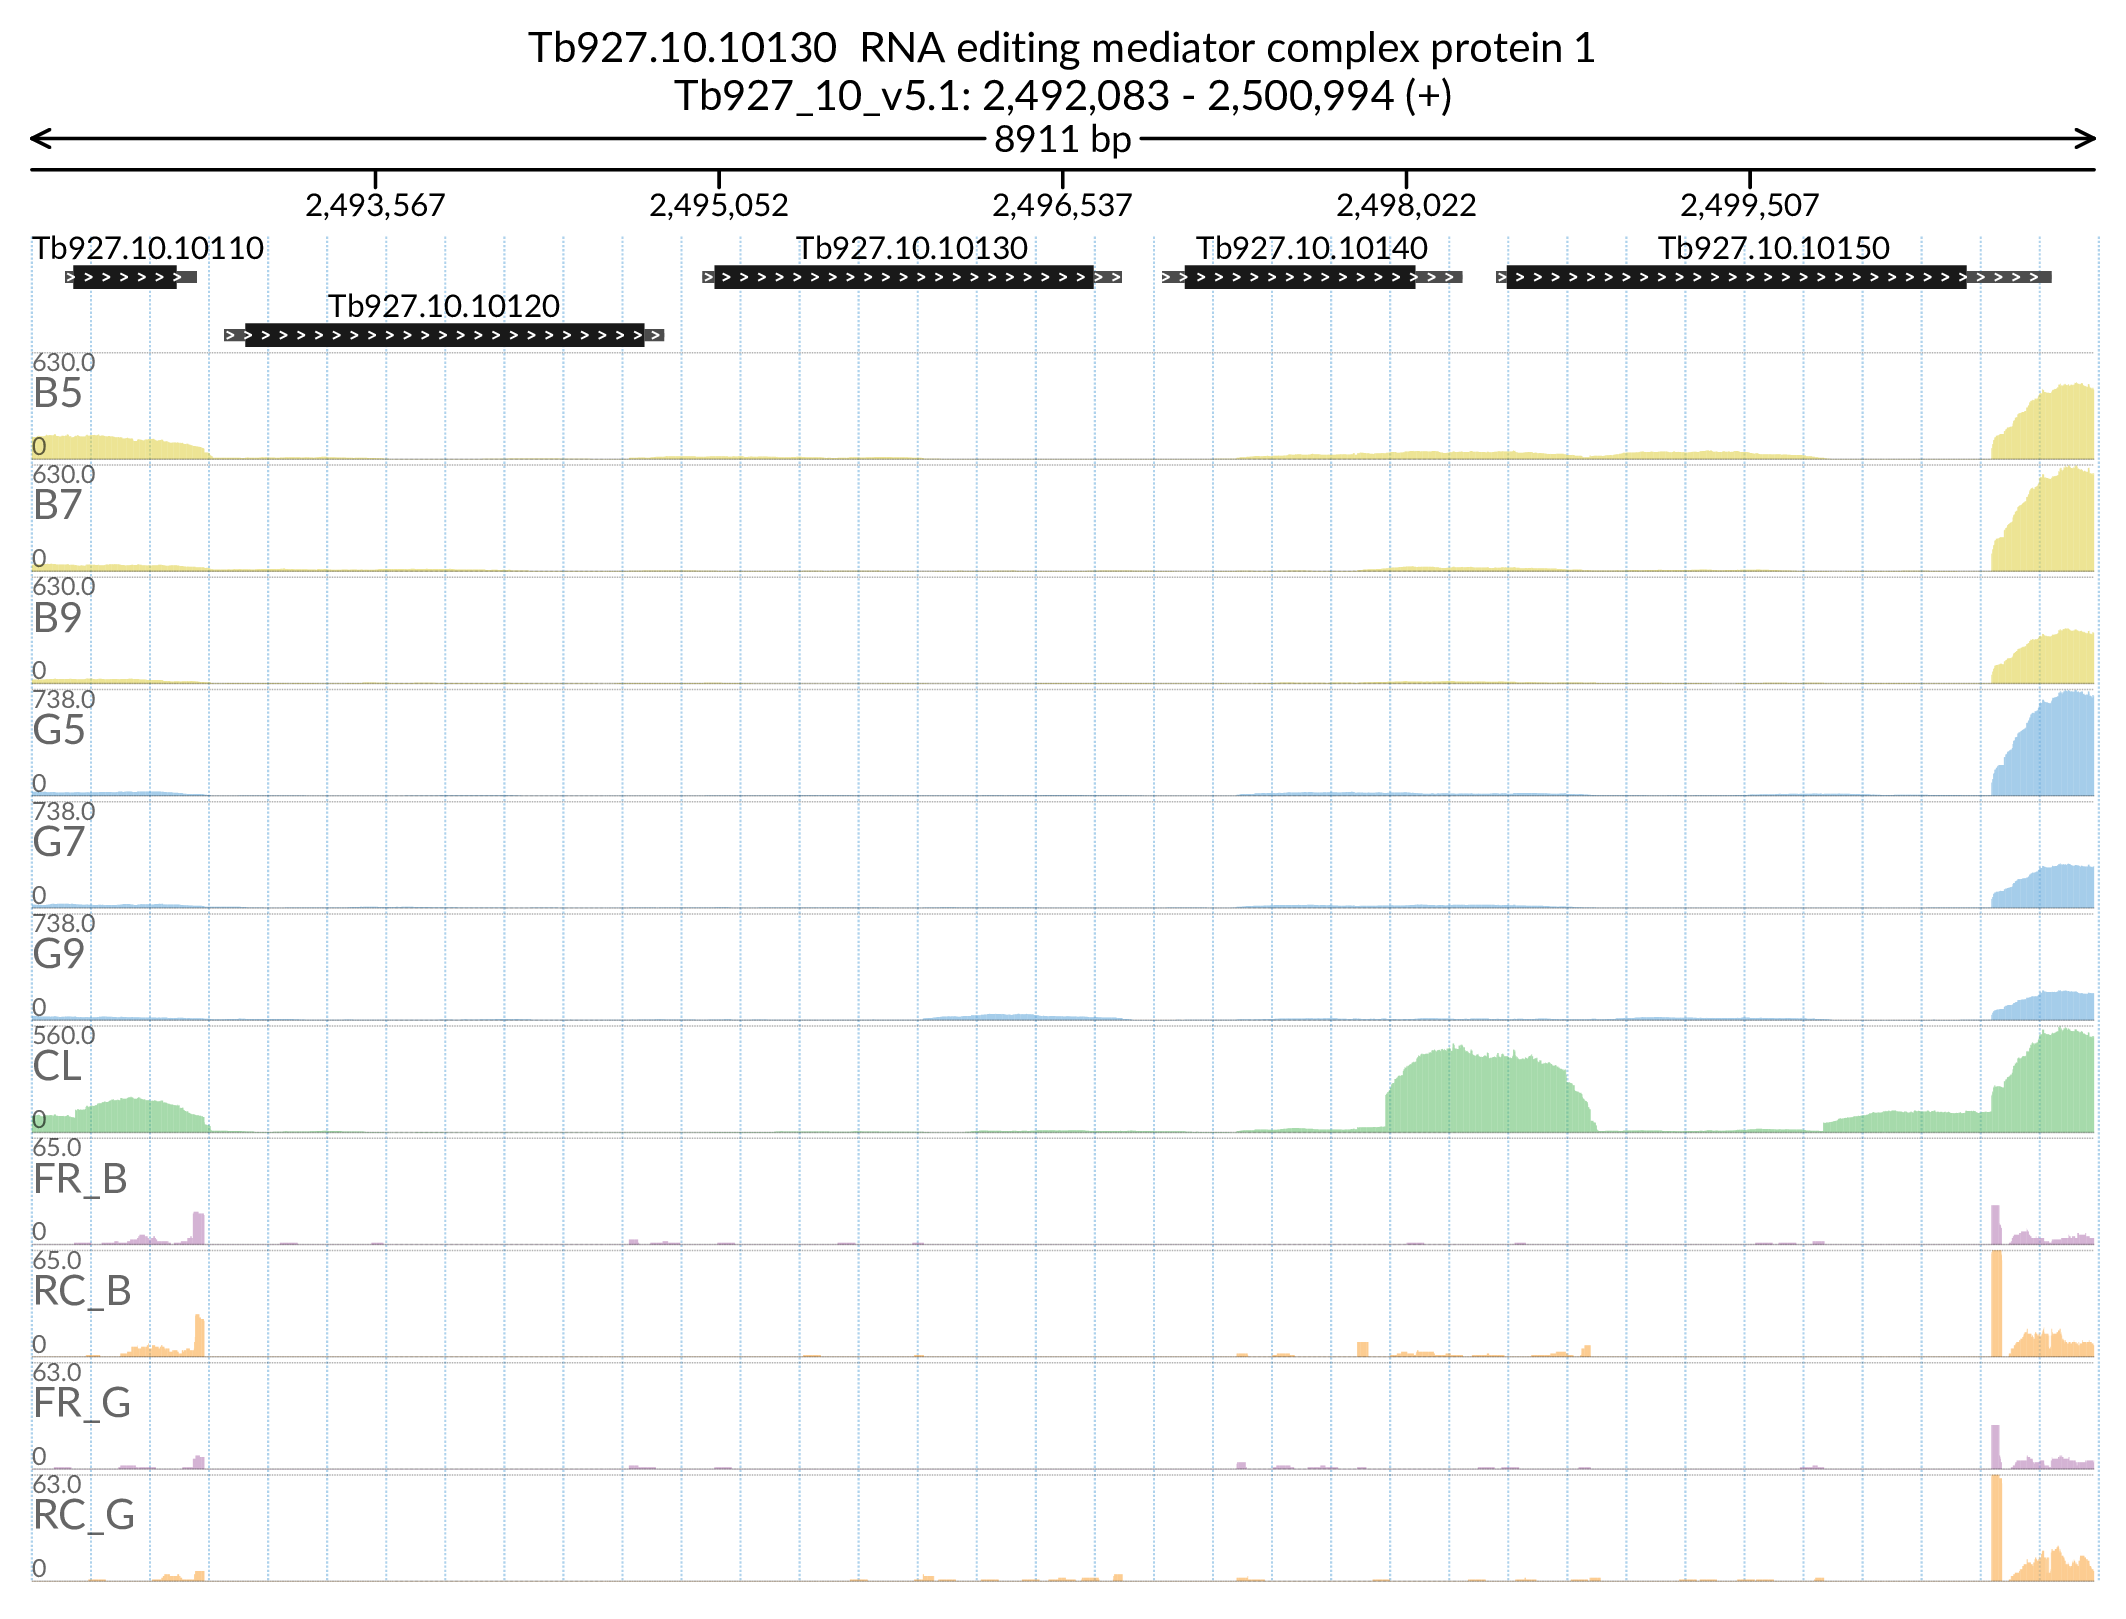 Tb927.10.10130  RNA editing mediator complex protein 1
Tb927_10_v5.1: 2,492,083 - 2,500,994 (+)
8911 bp
2,493,567 2,495,052 2,496,537 2,498,022 2,499,507
Tb927.10.10110 Tb927.10.10130 Tb927.10.10140 Tb927.10.10150
Tb927.10.10120
630.0
B5
0
630.0
B7
0
630.0
B9
0
738.0
G5
0
738.0
G7
0
738.0
G9
0
560.0
CL
0
65.0
FR_B
0
65.0
RC_B
0
63.0
FR_G
0
63.0
RC_G
0